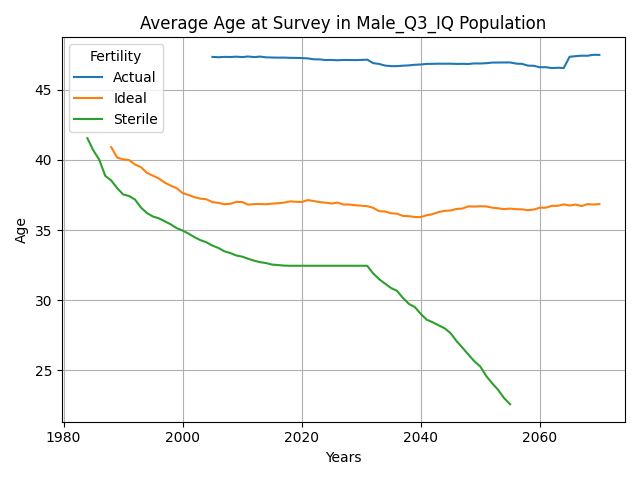 Average Age at Survey in Male_Q3_IQ Population
Fertility
Actual
Ideal
Sterile
Age
45
40
35
30
25
1980
2000
2020
2040
2060
Years